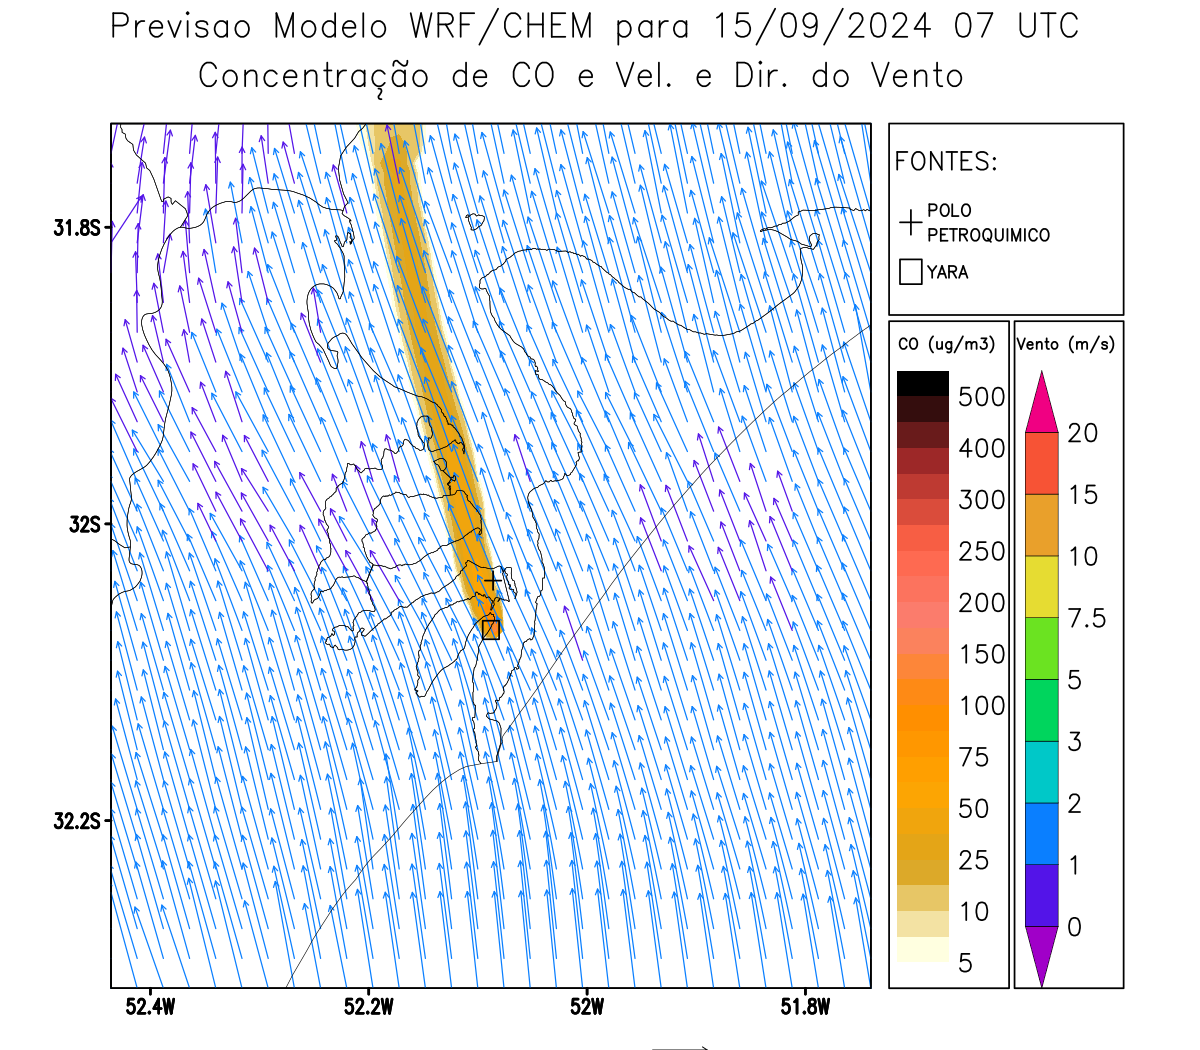 Previsao Modelo WRF/CHEM para 15/09/2024 07 UTC
Concentração de CO e Vel. e Dir. do Vento
FONTES:
POLO
PETROQUIMICO
YARA
CO (ug/m3)
500
400
300
250
200
150
100
75
50
25
10
5
Vento (m/s)
20
15
10
7.5
5
3
2
1
0
31.8S
32S
32.2S
52.4W
52.2W
52W
51.8W